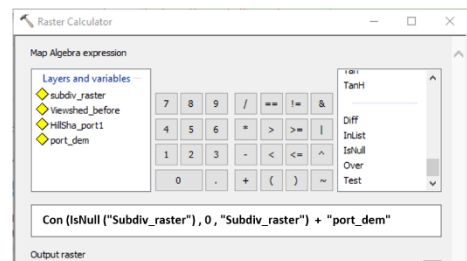 Raster Calculator
Map Algebra expression
Layers and variables
subdiv_raster
Viewshed_before
HillSha_port1
port_dem
7 8 9 / == != &
4 5 6 * > >= |
1 2 3 - < <= ^
0 . + ( ) ~
TanH
Diff
InList
IsNull
Over
Test
Con (IsNull ("Subdiv_raster") , 0 , "Subdiv_raster") + "port_dem"
Output raster